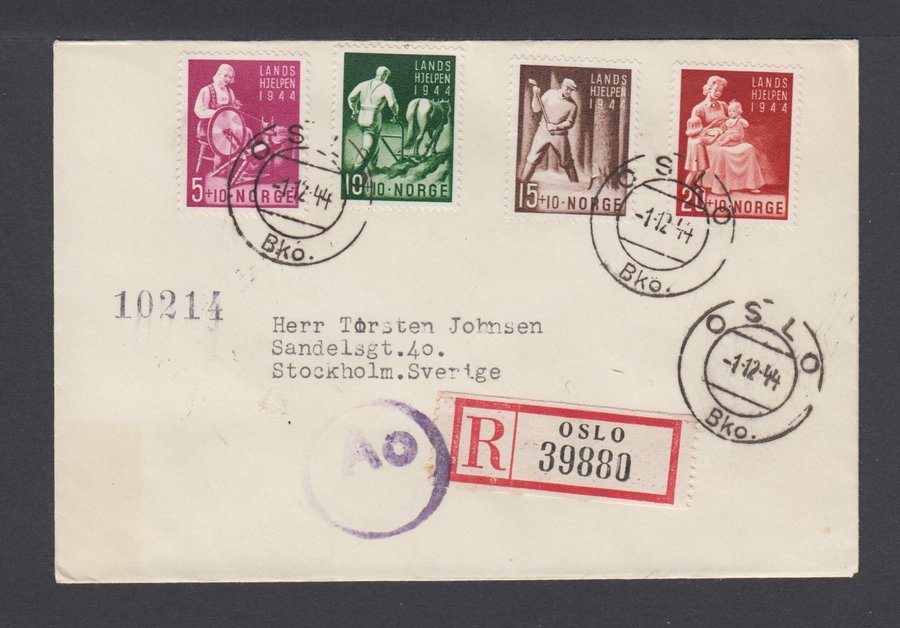 LANDS
HJELPEN
1944
5+10·NORGE
LANDS
HJELPEN
1944
10+10·NORGE
LANDS
HJELPEN
1944
15+10·NORGE
LANDS
HJELPEN
1944
20+10·NORGE
OSLO
-1·12·44
Bko.
OSLO
-1·12·44
Bko.
10214
Herr Torsten Johnsen
Sandelsgt.40.
Stockholm.Sverige
OSLO
-1·12·44
Bko.
Ao
R
OSLO
39880